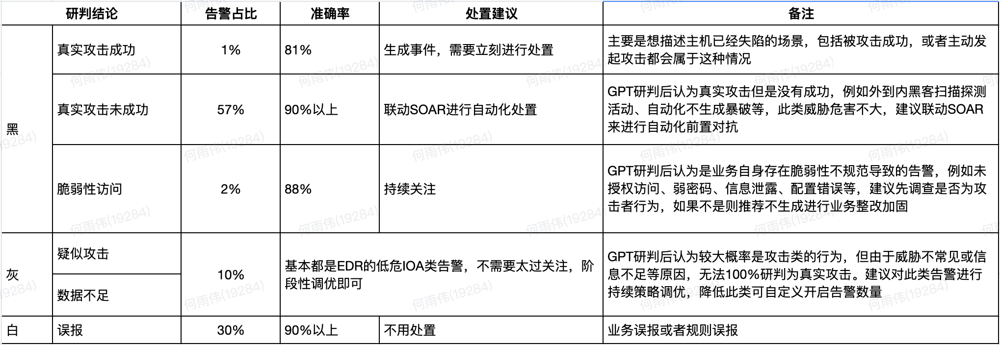 研判结论 告警占比 准确率 处置建议 备注
黑
真实攻击成功 1% 81% 生成事件，需要立刻进行处置
主要是想描述主机已经失陷的场景，包括被攻击成功，或者主动发
起攻击都会属于这种情况
真实攻击未成功 57% 90%以上 联动SOAR进行自动化处置
GPT研判后认为真实攻击但是没有成功，例如外到内黑客扫描探测
活动、自动化不生成暴破等，此类威胁危害不大，建议联动SOAR
来进行自动化前置对抗
脆弱性访问 2% 88% 持续关注
GPT研判后认为是业务自身存在脆弱性不规范导致的告警，例如未
授权访问、弱密码、信息泄露、配置错误等，建议先调查是否为攻
击者行为，如果不是则推荐不生成进行业务整改加固
灰
疑似攻击
数据不足
10%
基本都是EDR的低危IOA类告警，不需要太过关注，阶
段性调优即可
GPT研判后认为较大概率是攻击类的行为，但由于威胁不常见或信
息不足等原因，无法100%研判为真实攻击。建议对此类告警进行
持续策略调优，降低此类可自定义开启告警数量
白 误报 30% 90%以上 不用处置 业务误报或者规则误报
何雨伟(19284)